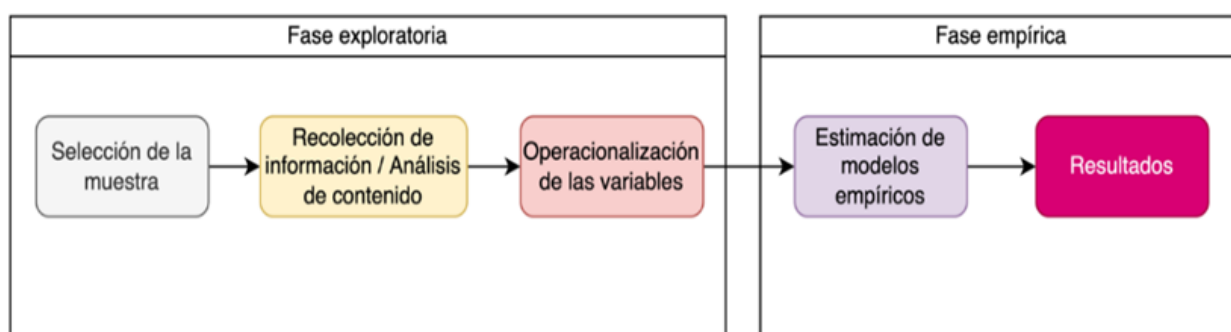 Fase exploratoria
Fase empírica
Selección de la
muestra
Recolección de
información / Análisis
de contenido
Operacionalización
de las variables
Estimación de
modelos
empíricos
Resultados